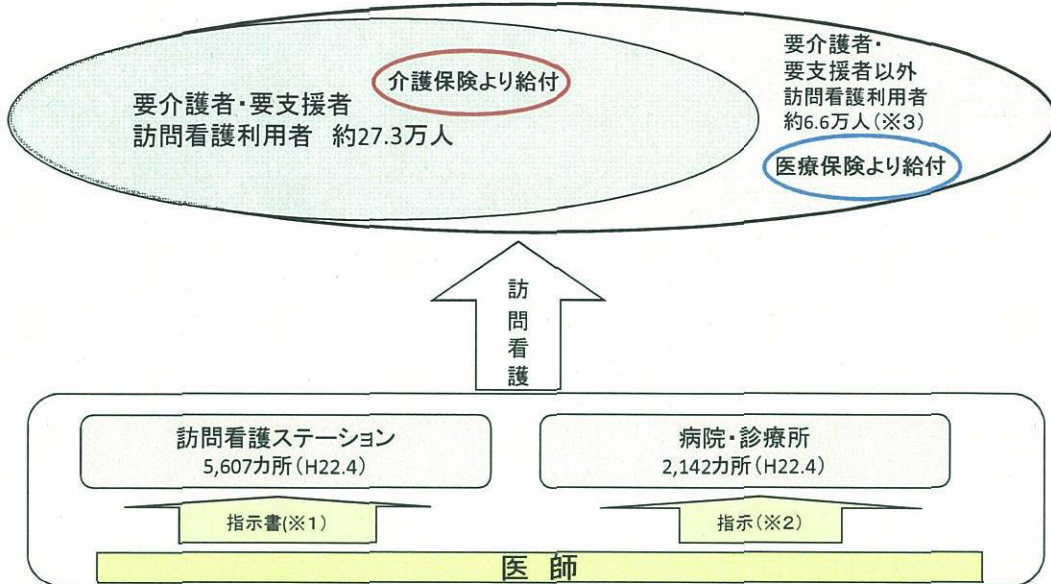 介護保険より給付
要介護者・要支援者
訪問看護利用者 約27.3万人
要介護者・
要支援者以外
訪問看護利用者
約6.6万人(※3)
医療保険より給付
訪
問
看
護
訪問看護ステーション
5,607カ所(H22.4)
病院・診療所
2,142カ所(H22.4)
指示書(※1)
指示(※2)
医 師